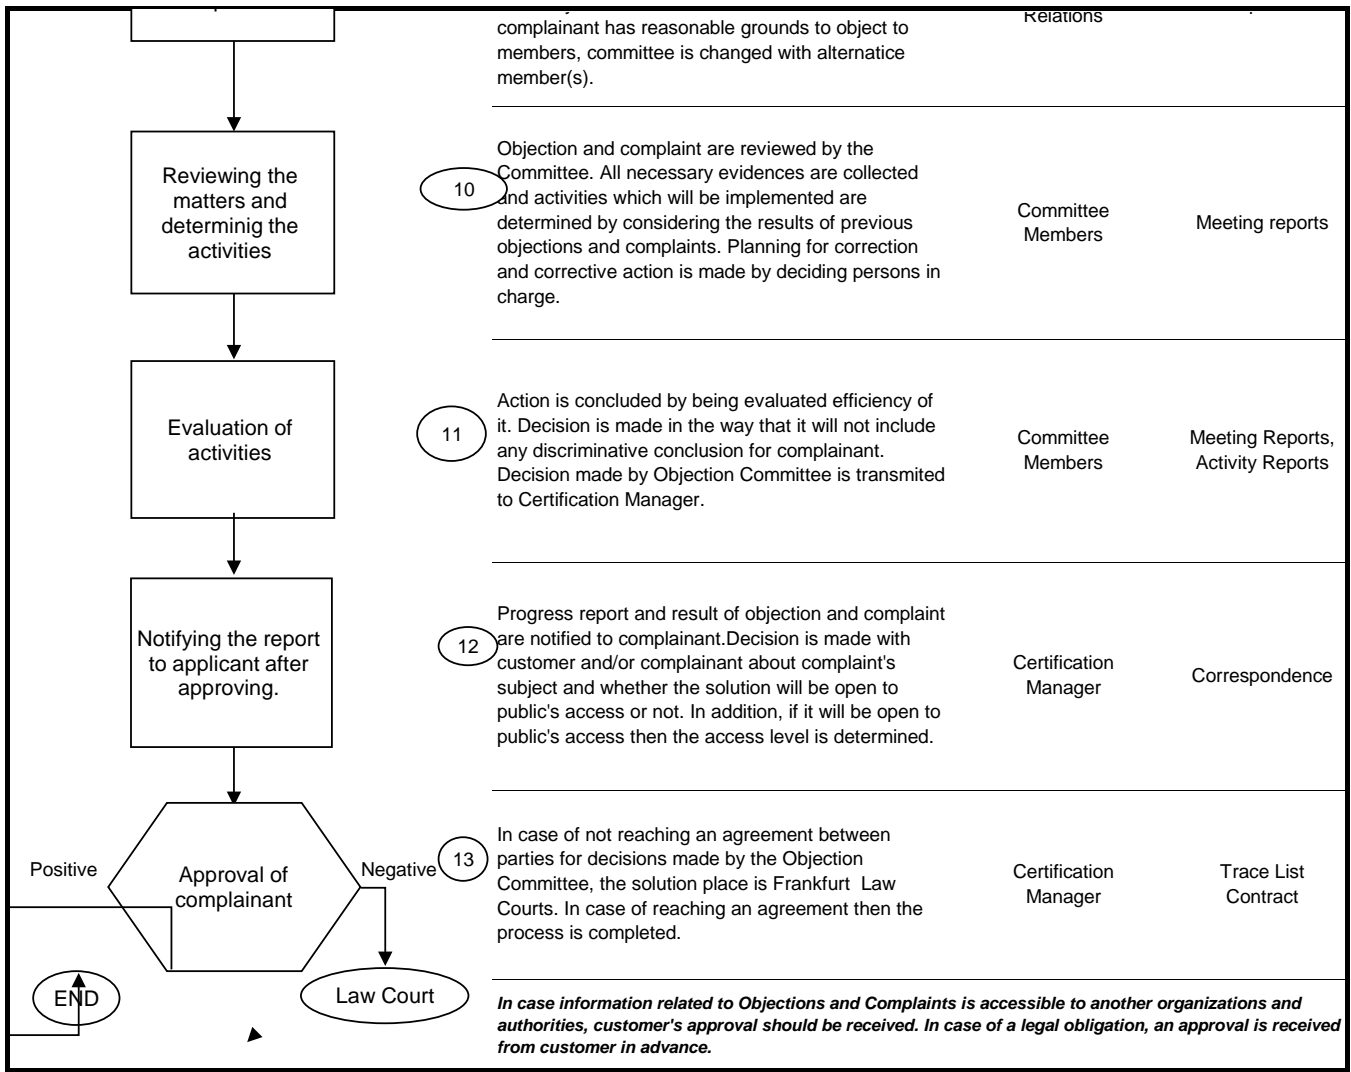 complainant has reasonable grounds to object to
members, committee is changed with alternatice
member(s).
Relations
Reviewing the
matters and
determinig the
activities
10
Objection and complaint are reviewed by the
Committee. All necessary evidences are collected
and activities which will be implemented are
determined by considering the results of previous
objections and complaints. Planning for correction
and corrective action is made by deciding persons in
charge.
Committee
Members
Meeting reports
Evaluation of
activities
11
Action is concluded by being evaluated efficiency of
it. Decision is made in the way that it will not include
any discriminative conclusion for complainant.
Decision made by Objection Committee is transmited
to Certification Manager.
Committee
Members
Meeting Reports,
Activity Reports
Notifying the report
to applicant after
approving.
12
Progress report and result of objection and complaint
are notified to complainant.Decision is made with
customer and/or complainant about complaint's
subject and whether the solution will be open to
public's access or not. In addition, if it will be open to
public's access then the access level is determined.
Certification
Manager
Correspondence
Positive
Approval of
complainant
Negative
13
In case of not reaching an agreement between
parties for decisions made by the Objection
Committee, the solution place is Frankfurt  Law
Courts. In case of reaching an agreement then the
process is completed.
Certification
Manager
Trace List
Contract
END
Law Court
In case information related to Objections and Complaints is accessible to another organizations and
authorities, customer's approval should be received. In case of a legal obligation, an approval is received
from customer in advance.